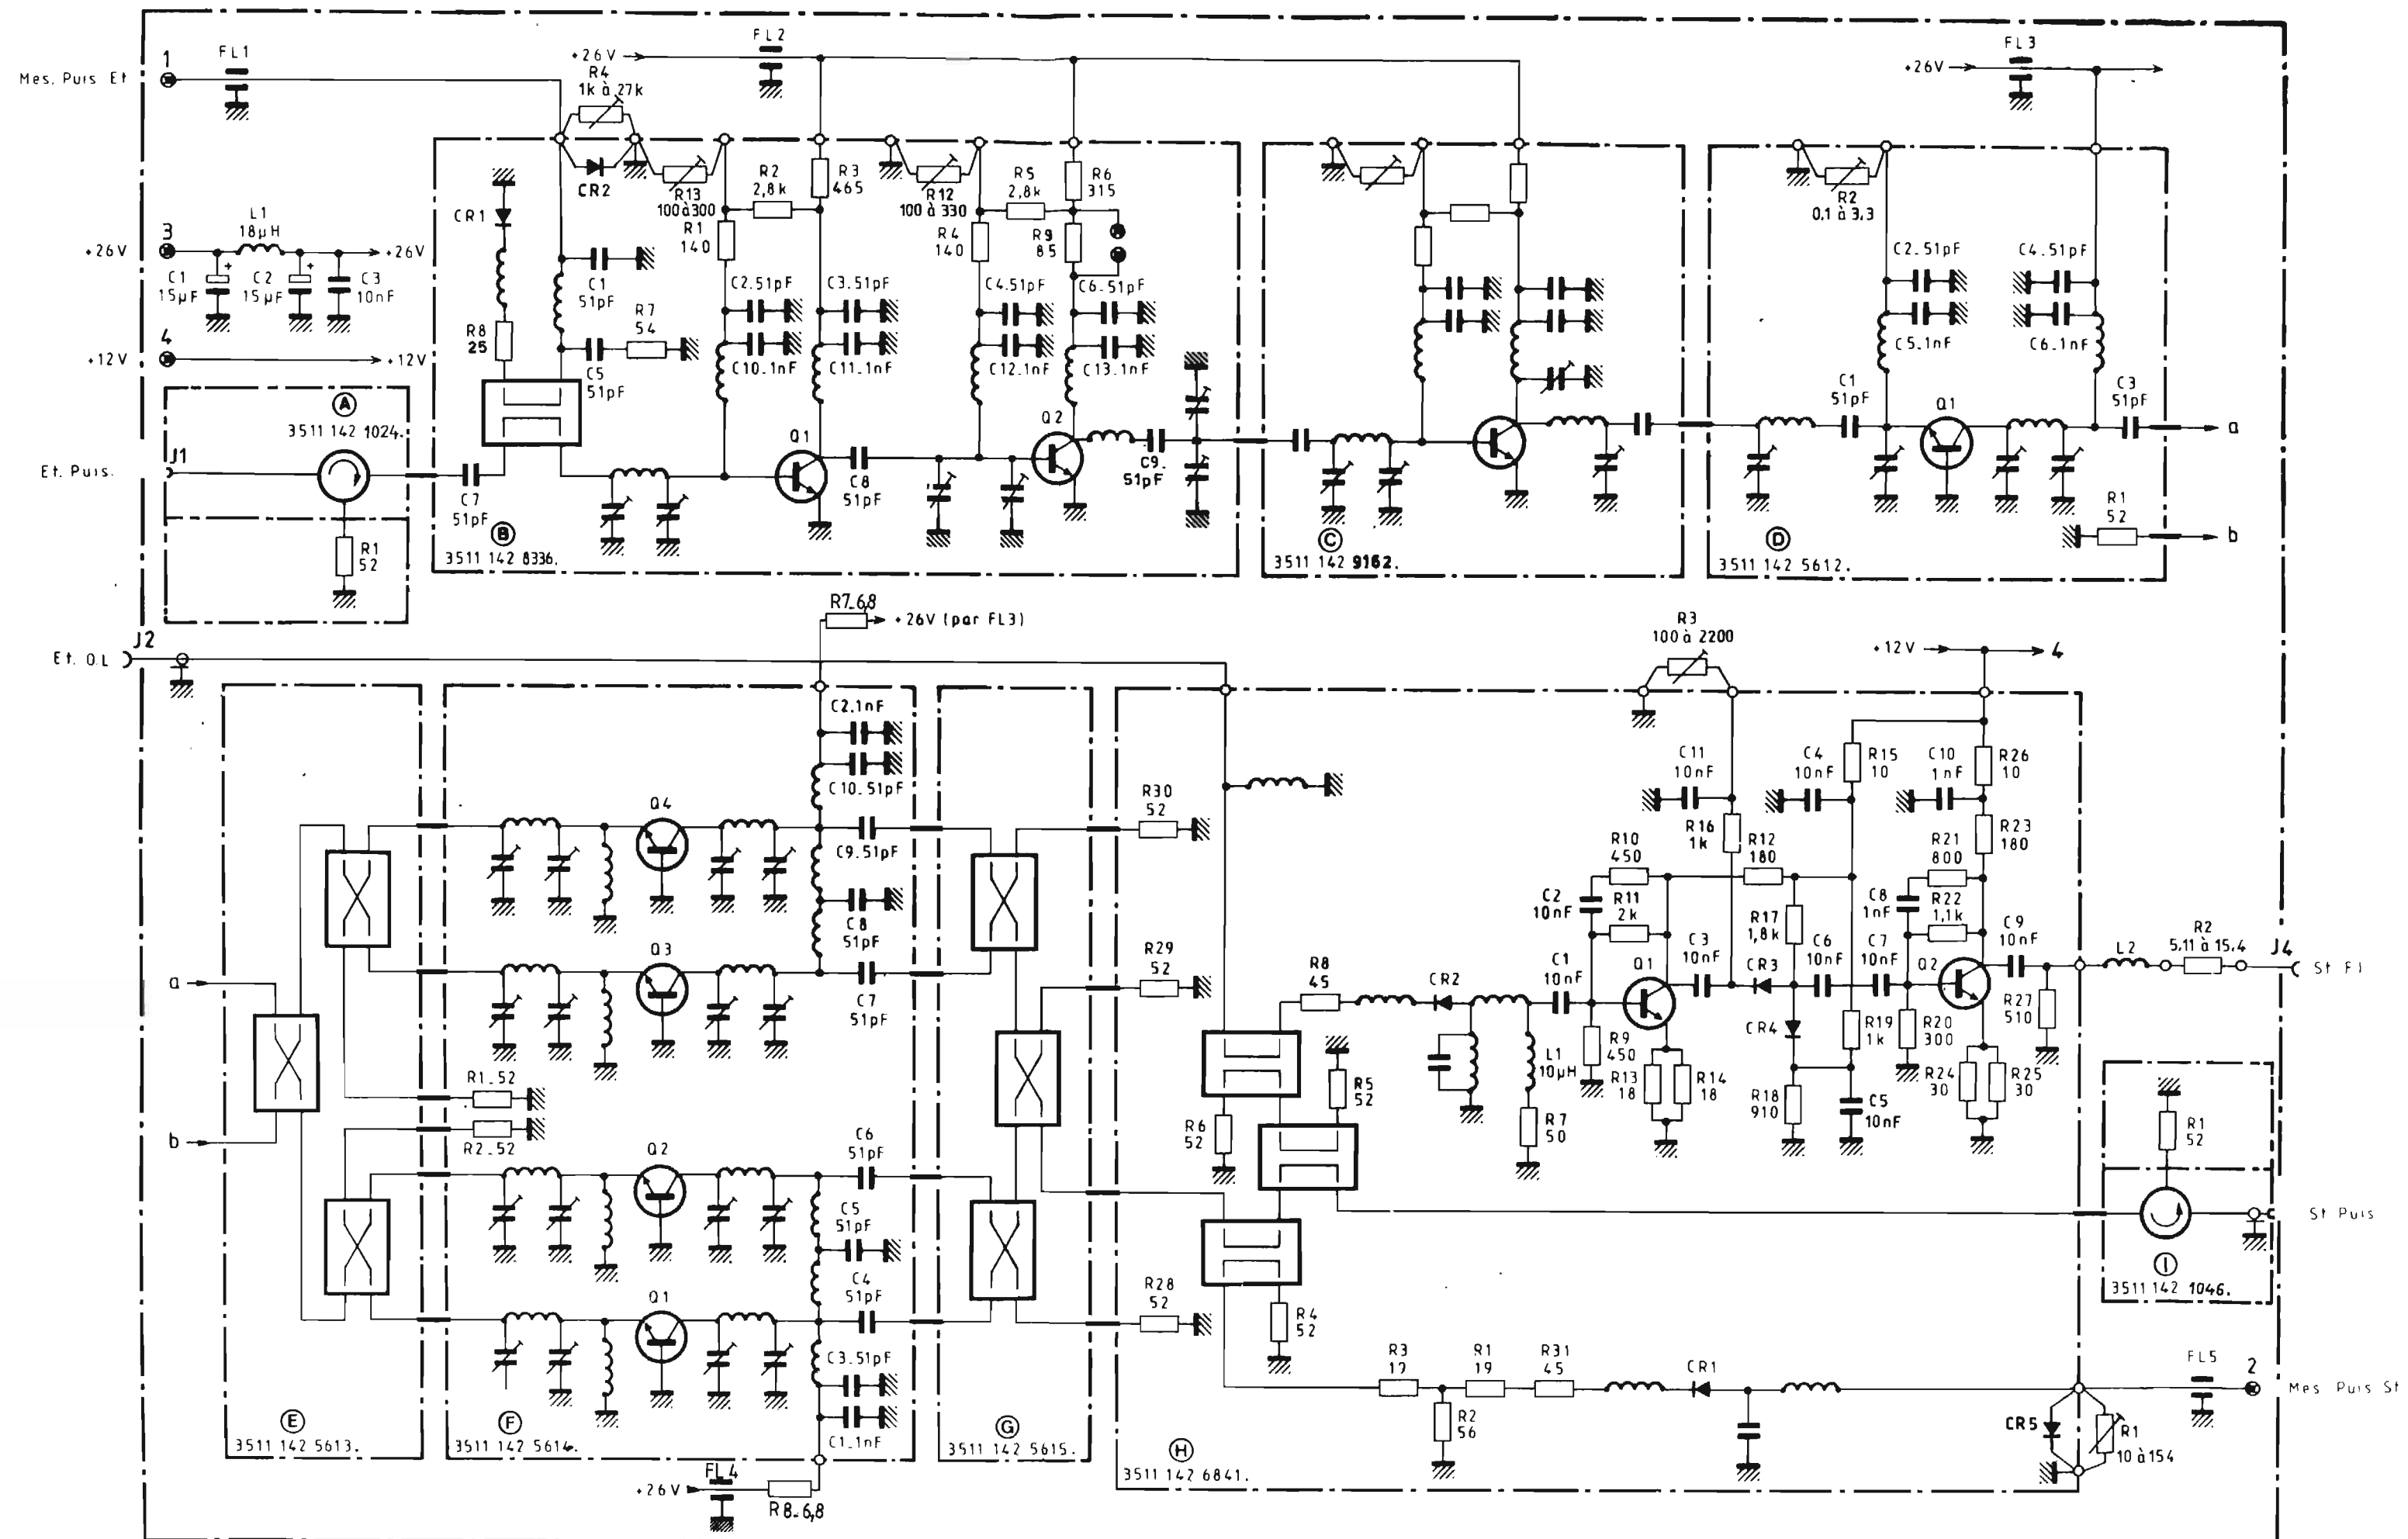 FL1
+26V
FL2
FL3
+26V
1
Mes. Puis Et
R4
1k à 27k
CR2
R13
100à300
R2
2,8k
R3
465
R12
100 à 330
R5
2,8k
R6
315
R2
0.1 à 3.3
CR1
R1
140
R4
140
R9
85
3
+26V
L1
18µH
+26V
C1
15µF
+
C2
15µF
+
C3
10nF
C1
51pF
C2.51pF
C3.51pF
C4.51pF
C6.51pF
C2.51pF
C4.51pF
R8
25
R7
54
C5
51pF
C10.1nF
C11.1nF
C12.1nF
C13.1nF
C5.1nF
C6.1nF
4
+12V
+12V
A
3511 142 1024.
J1
Et. Puis.
R1
52
C7
51pF
Q1
C8
51pF
Q2
C9.
51pF
C1
51pF
Q1
C3
51pF
a
R1
52
b
B
3511 142 8336.
C
3511 142 9162.
D
3511 142 5612.
R7.68
+26V (par FL3)
J2
Et. O.L
R3
100 à 2200
+12V
4
C2.1nF
C10.51pF
Q4
C9.51pF
C8
51pF
Q3
C7
51pF
a
b
R1.52
R2.52
Q2
C6
51pF
C5
51pF
C4
51pF
Q1
C3.51pF
C1.1nF
E
3511 142 5613.
F
3511 142 5614.
G
3511 142 5615.
FL4
+26V
R8.6,8
R30
52
R29
52
R28
52
C11
10nF
C4
10nF
R15
10
C10
1nF
R26
10
R16
1k
R12
180
R23
180
R10
450
R21
800
C2
10nF
R11
2k
R17
1,8k
C8
1nF
R22
1,1k
C9
10nF
C1
10nF
Q1
C3
10nF
CR3
C6
10nF
C7
10nF
Q2
L2
R2
5.11 à 15.4
J4
St FI
R8
45
CR2
L1
10µH
R9
450
R13
18
R14
18
CR4
R19
1k
R20
300
R27
510
R18
910
C5
10nF
R24
30
R25
30
R7
50
R6
52
R5
52
R4
52
R1
52
St Puis
I
3511 142 1046.
R3
17
R1
19
R31
45
CR1
R2
56
FL5
2
Mes Puis St
CR5
R1
10 à154
H
3511 142 6841.